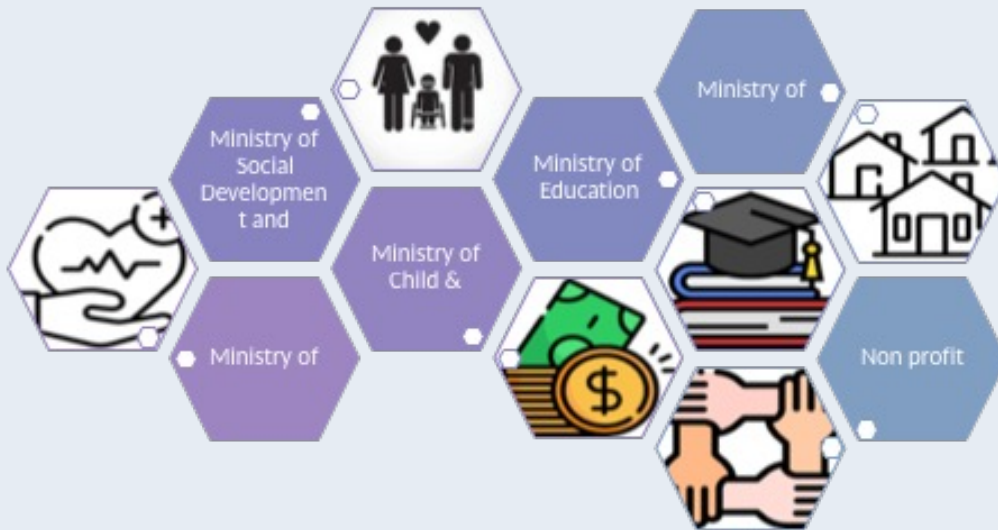 Ministry of
Social
Developmen
t and
Ministry of
Ministry of
Child &
Ministry of
Education
Ministry of
Non profit
$